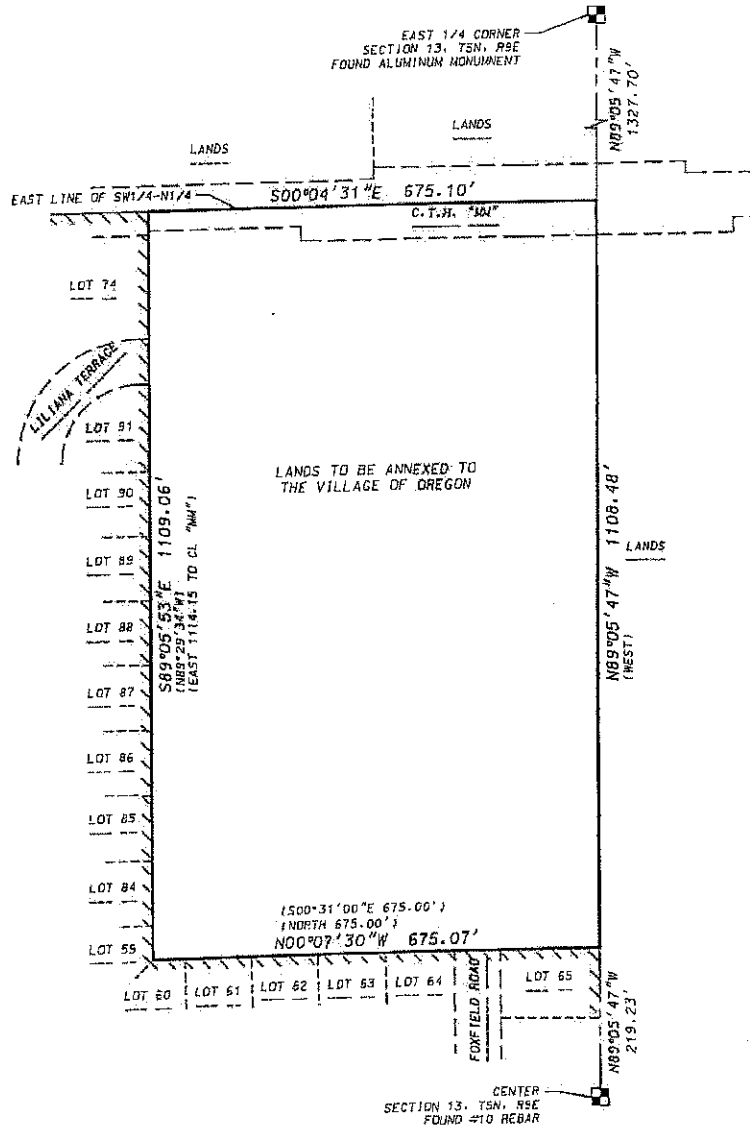 EAST 1/4 CORNER
SECTION 13, T5N, R9E
FOUND ALUMINUM MONUMNENT
N89°05'47"W
1327.70'
LANDS
LANDS
EAST LINE OF SW1/4-N1/4
S00°04'31"E 675.10'
C.T.H. "MM"
LOT 74
LILIANA TERRACE
LOT 91
LOT 90
LOT 89
LOT 88
LOT 87
LOT 86
LOT 85
LOT 84
LOT 55
S89°05'53"E 1109.06'
(N89°29'34"W)
(EAST 1114.15 TO CL "MM")
LANDS TO BE ANNEXED TO
THE VILLAGE OF OREGON
N89°05'47"W 1108.48'
(WEST)
LANDS
(S00°31'00"E 675.00')
(NORTH 675.00')
N00°07'30"W 675.07'
LOT 60
LOT 61
LOT 62
LOT 63
LOT 64
FOXFIELD ROAD
LOT 65
N89°05'47"W
219.23'
CENTER
SECTION 13, T5N, R9E
FOUND #10 REBAR